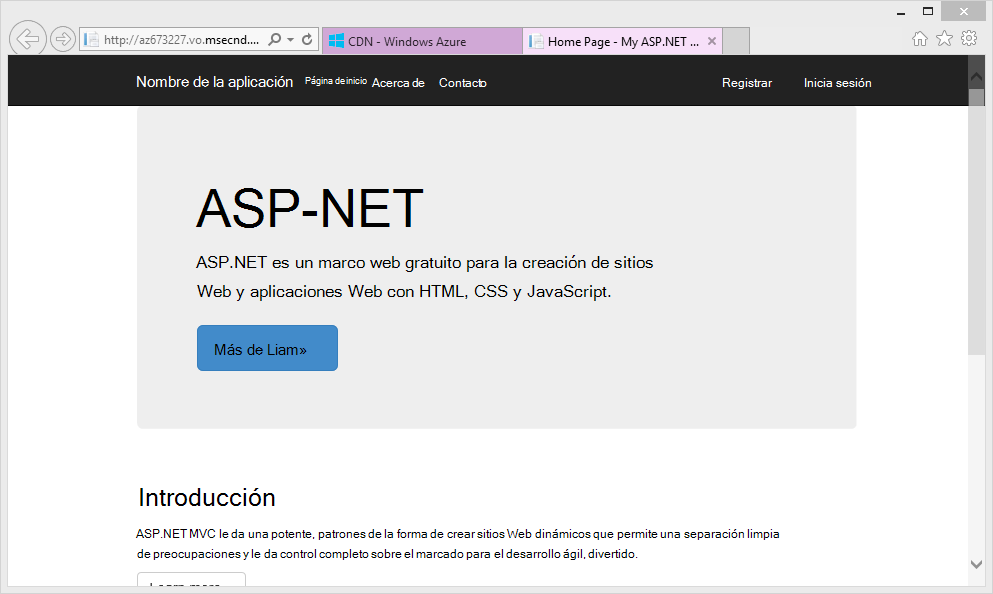 http://az673227.vo.msecnd....
CDN - Windows Azure
Home Page - My ASP.NET ...
Nombre de la aplicación Página de inicio Acerca de Contacto Registrar Inicia sesión
ASP-NET
ASP.NET es un marco web gratuito para la creación de sitios
Web y aplicaciones Web con HTML, CSS y JavaScript.
Más de Liam»
Introducción
ASP.NET MVC le da una potente, patrones de la forma de crear sitios Web dinámicos que permite una separación limpia
de preocupaciones y le da control completo sobre el marcado para el desarrollo ágil, divertido.
Learn more